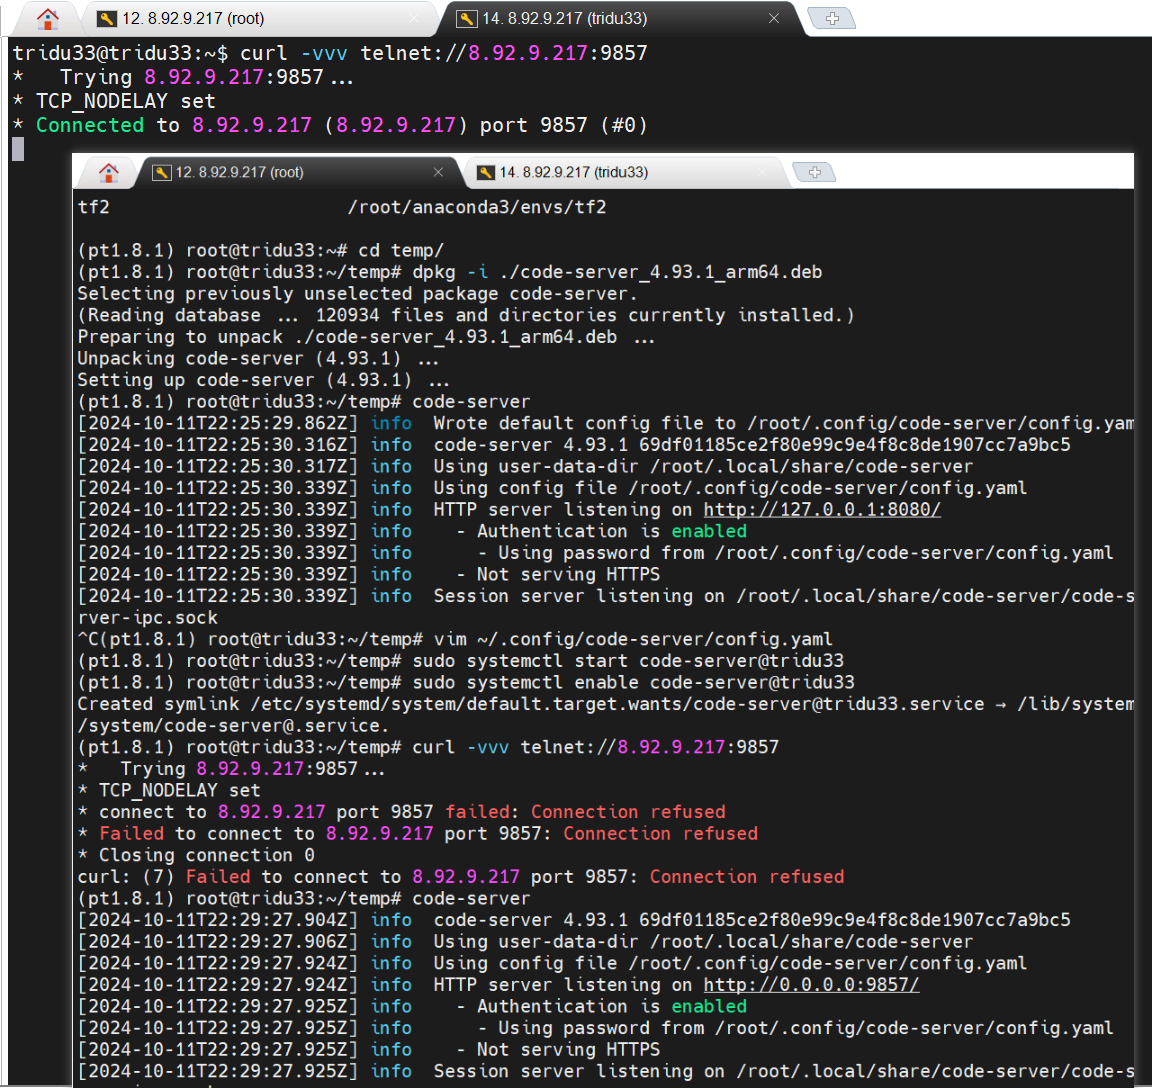 12. 8.92.9.217 (root)
14. 8.92.9.217 (tridu33)
tridu33@tridu33:~$ curl -vvv telnet://8.92.9.217:9857
*   Trying 8.92.9.217:9857...
* TCP_NODELAY set
* Connected to 8.92.9.217 (8.92.9.217) port 9857 (#0)
12. 8.92.9.217 (root)
14. 8.92.9.217 (tridu33)
tf2                      /root/anaconda3/envs/tf2
(pt1.8.1) root@tridu33:~# cd temp/
(pt1.8.1) root@tridu33:~/temp# dpkg -i ./code-server_4.93.1_arm64.deb
Selecting previously unselected package code-server.
(Reading database ... 120934 files and directories currently installed.)
Preparing to unpack ./code-server_4.93.1_arm64.deb ...
Unpacking code-server (4.93.1) ...
Setting up code-server (4.93.1) ...
(pt1.8.1) root@tridu33:~/temp# code-server
[2024-10-11T22:25:29.862Z] info  Wrote default config file to /root/.config/code-server/config.yam
[2024-10-11T22:25:30.316Z] info  code-server 4.93.1 69df01185ce2f80e99c9e4f8c8de1907cc7a9bc5
[2024-10-11T22:25:30.317Z] info  Using user-data-dir /root/.local/share/code-server
[2024-10-11T22:25:30.339Z] info  Using config file /root/.config/code-server/config.yaml
[2024-10-11T22:25:30.339Z] info  HTTP server listening on http://127.0.0.1:8080/
[2024-10-11T22:25:30.339Z] info    - Authentication is enabled
[2024-10-11T22:25:30.339Z] info      - Using password from /root/.config/code-server/config.yaml
[2024-10-11T22:25:30.339Z] info    - Not serving HTTPS
[2024-10-11T22:25:30.339Z] info  Session server listening on /root/.local/share/code-server/code-s
rver-ipc.sock
^C(pt1.8.1) root@tridu33:~/temp# vim ~/.config/code-server/config.yaml
(pt1.8.1) root@tridu33:~/temp# sudo systemctl start code-server@tridu33
(pt1.8.1) root@tridu33:~/temp# sudo systemctl enable code-server@tridu33
Created symlink /etc/systemd/system/default.target.wants/code-server@tridu33.service → /lib/system
/system/code-server@.service.
(pt1.8.1) root@tridu33:~/temp# curl -vvv telnet://8.92.9.217:9857
*   Trying 8.92.9.217:9857...
* TCP_NODELAY set
* connect to 8.92.9.217 port 9857 failed: Connection refused
* Failed to connect to 8.92.9.217 port 9857: Connection refused
* Closing connection 0
curl: (7) Failed to connect to 8.92.9.217 port 9857: Connection refused
(pt1.8.1) root@tridu33:~/temp# code-server
[2024-10-11T22:29:27.904Z] info  code-server 4.93.1 69df01185ce2f80e99c9e4f8c8de1907cc7a9bc5
[2024-10-11T22:29:27.906Z] info  Using user-data-dir /root/.local/share/code-server
[2024-10-11T22:29:27.924Z] info  Using config file /root/.config/code-server/config.yaml
[2024-10-11T22:29:27.924Z] info  HTTP server listening on http://0.0.0.0:9857/
[2024-10-11T22:29:27.925Z] info    - Authentication is enabled
[2024-10-11T22:29:27.925Z] info      - Using password from /root/.config/code-server/config.yaml
[2024-10-11T22:29:27.925Z] info    - Not serving HTTPS
[2024-10-11T22:29:27.925Z] info  Session server listening on /root/.local/share/code-server/code-s